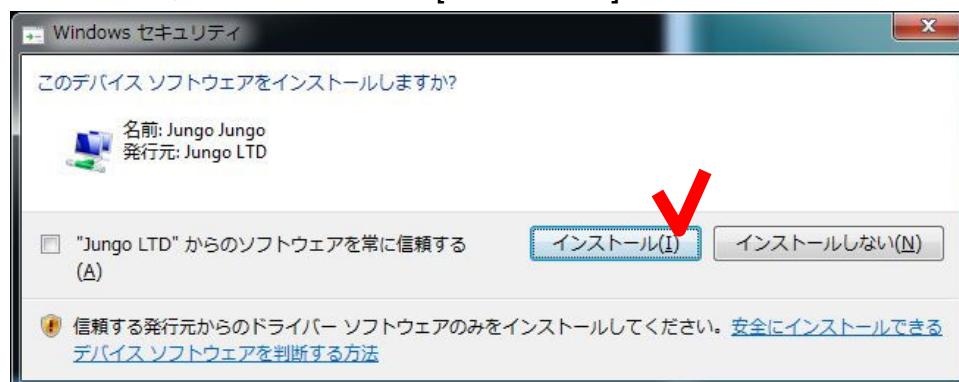 Windows セキュリティ
このデバイス ソフトウェアをインストールしますか?
名前: Jungo Jungo
発行元: Jungo LTD
"Jungo LTD" からのソフトウェアを常に信頼する
(A)
インストール(I)
インストールしない(N)
信頼する発行元からのドライバー ソフトウェアのみをインストールしてください。安全にインストールできる
デバイス ソフトウェアを判断する方法